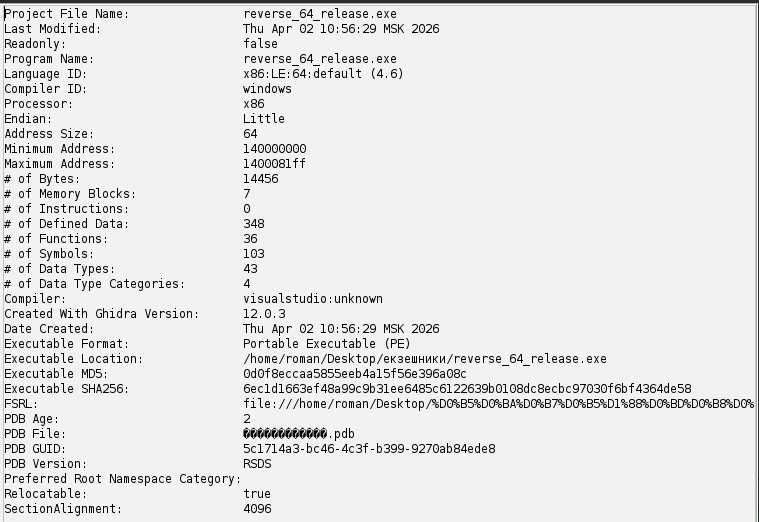 Project File Name: reverse_64_release.exe
Last Modified: Thu Apr 02 10:56:29 MSK 2026
Readonly: false
Program Name: reverse_64_release.exe
Language ID: x86:LE:64:default (4.6)
Compiler ID: windows
Processor: x86
Endian: Little
Address Size: 64
Minimum Address: 140000000
Maximum Address: 1400081ff
# of Bytes: 14456
# of Memory Blocks: 7
# of Instructions: 0
# of Defined Data: 348
# of Functions: 36
# of Symbols: 103
# of Data Types: 43
# of Data Type Categories: 4
Compiler: visualstudio:unknown
Created With Ghidra Version: 12.0.3
Date Created: Thu Apr 02 10:56:29 MSK 2026
Executable Format: Portable Executable (PE)
Executable Location: /home/roman/Desktop/екзешники/reverse_64_release.exe
Executable MD5: 0d0f8eccaa5855eeb4a15f56e396a08c
Executable SHA256: 6ec1d1663ef48a99c9b31ee6485c6122639b0108dc8ecbc97030f6bf4364de58
FSRL: file:///home/roman/Desktop/%D0%B5%D0%BA%D0%B7%D0%B5%D1%88%D0%BD%D0%B8%D0%
PDB Age: 2
PDB File: ��������������.pdb
PDB GUID: 5c1714a3-bc46-4c3f-b399-9270ab84ede8
PDB Version: RSDS
Preferred Root Namespace Category:
Relocatable: true
SectionAlignment: 4096